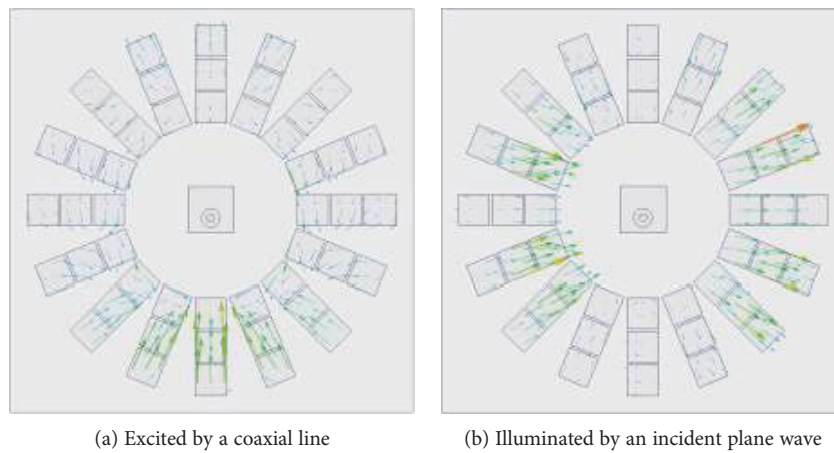 (a) Excited by a coaxial line
(b) Illuminated by an incident plane wave